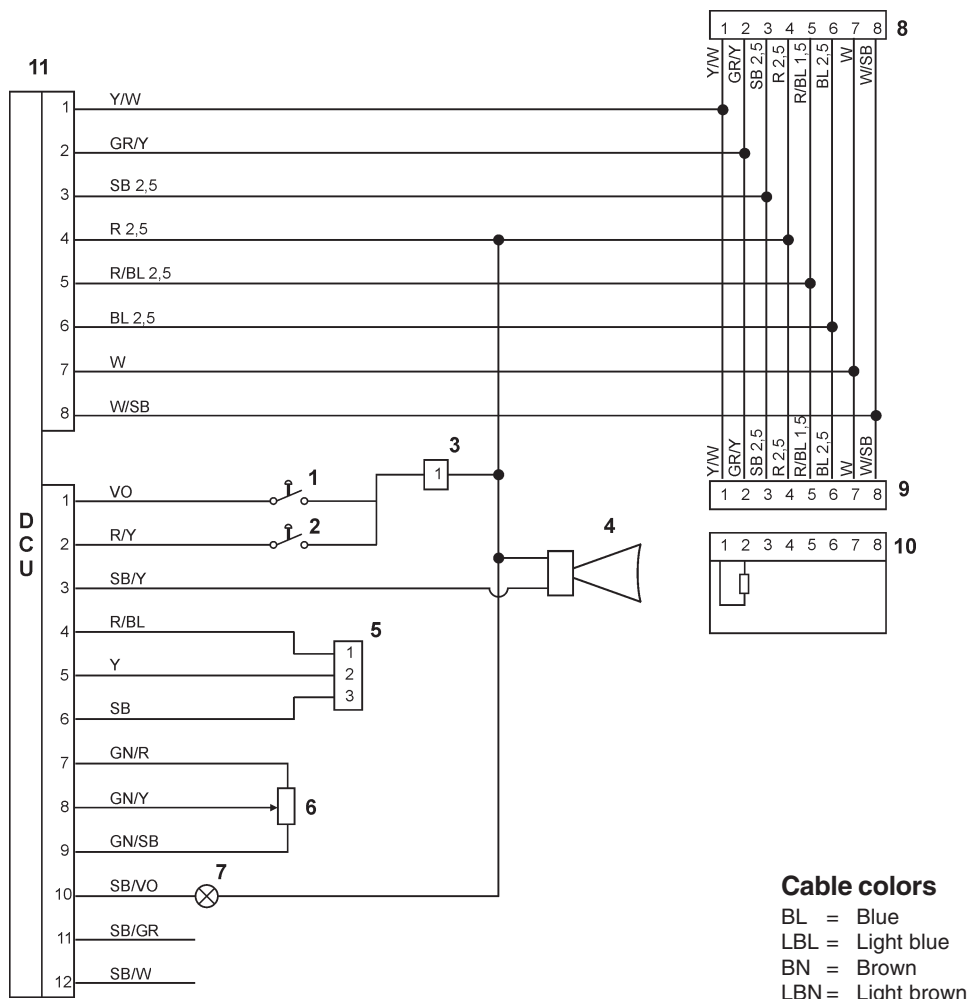 8
1 2 3 4 5 6 7 8
Y/W
GR/Y
SB 2,5
R 2,5
R/BL 1,5
BL 2,5
W
W/SB
11
1 Y/W
2 GR/Y
3 SB 2,5
4 R 2,5
5 R/BL 2,5
6 BL 2,5
7 W
8 W/SB
Y/W
GR/Y
SB 2,5
R 2,5
R/BL 1,5
BL 2,5
W
W/SB
1 2 3 4 5 6 7 8 9
1 2 3 4 5 6 7 8 10
DCU
1 VO 1
2 R/Y 2
3
1
3 SB/Y
4
4 R/BL
5 Y
6 SB
5
1
2
3
7 GN/R
8 GN/Y 6
9 GN/SB
10 SB/VO 7
11 SB/GR
12 SB/W
Cable colors
BL = Blue
LBL = Light blue
BN = Brown
LBN = Light brown